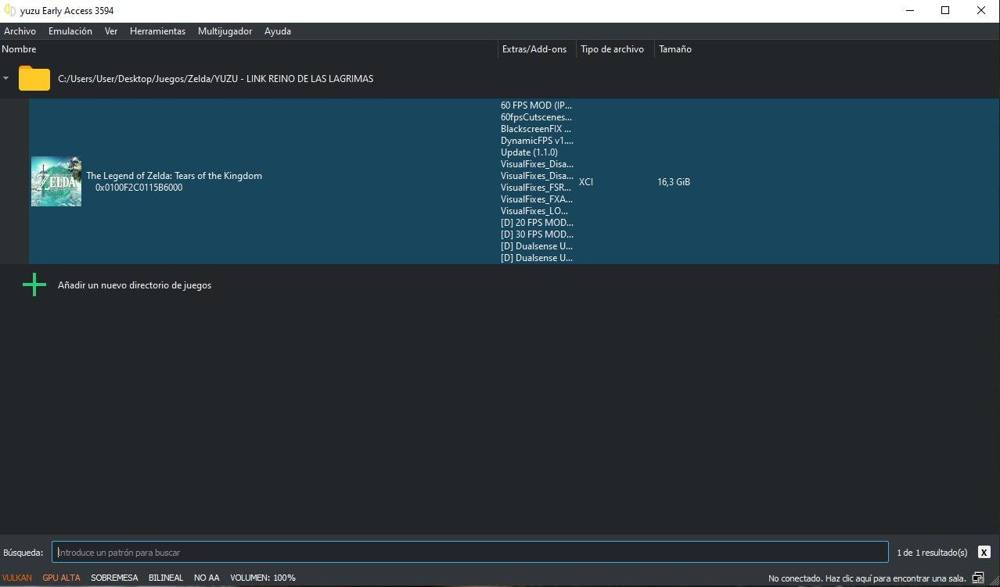 yuzu Early Access 3594
Archivo Emulación Ver Herramientas Multijugador Ayuda
Nombre Extras/Add-ons Tipo de archivo Tamaño
C:/Users/User/Desktop/Juegos/Zelda/YUZU - LINK REINO DE LAS LAGRIMAS
ZELDA
The Legend of Zelda: Tears of the Kingdom
0x0100F2C0115B6000
60 FPS MOD (IP...
60fpsCutscenes...
BlackscreenFIX ...
DynamicFPS v1....
Update (1.1.0)
VisualFixes_Disa...
VisualFixes_Disa...
VisualFixes_FSR...
VisualFixes_FXA...
VisualFixes_LO...
[D] 20 FPS MOD...
[D] 30 FPS MOD...
[D] Dualsense U...
[D] Dualsense U...
XCI
16,3 GiB
Añadir un nuevo directorio de juegos
Búsqueda: Introduce un patrón para buscar 1 de 1 resultado(s) X
VULKAN GPU ALTA SOBREMESA BILINEAL NO AA VOLUMEN: 100% No conectado. Haz clic aquí para encontrar una sala.